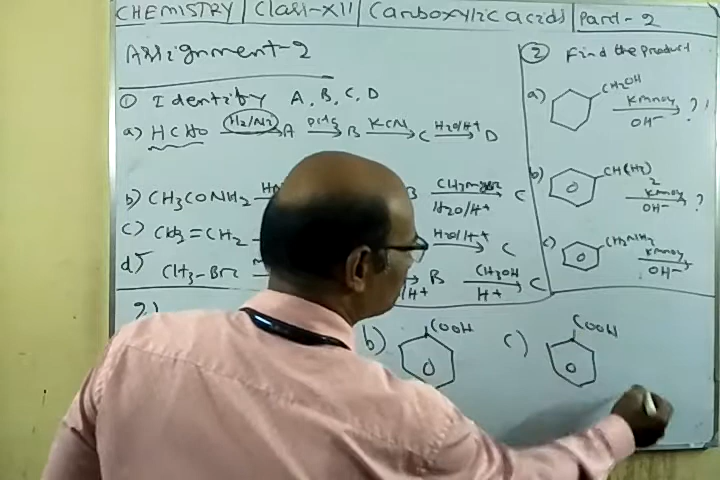 CHEMISTRY | Class-XII | Carboxylic acids | Part-2
Assignment-2
① Identify A, B, C, D
a) HCHO H2/Ni A PCl5 B KCN C H2O/H+ D
b) CH3CONH2 B CH3MgBr H2O/H+ C
c) CH2=CH2 H2O/H+ C
d) CH3-Br /H+ B CH3OH H+ C
② Find the product
a) CH2OH KMnO4 OH- ?
b) CH(CH3)2 KMnO4 OH- ?
c) KMnO4 OH-
2)
b) COOH
c) COOH